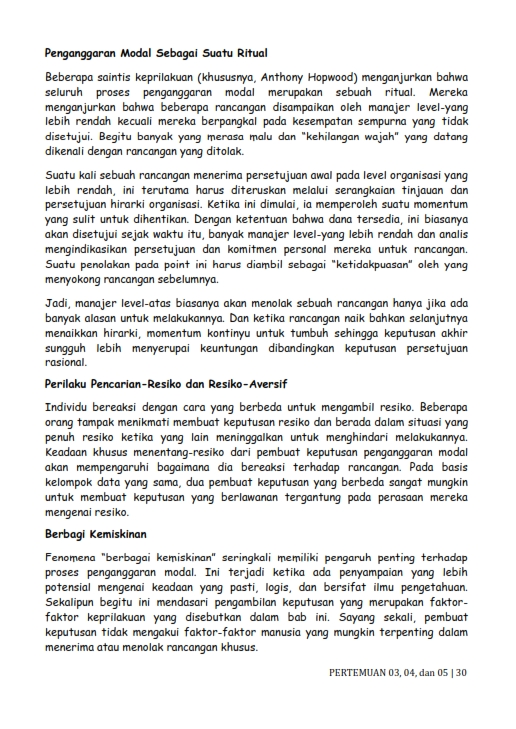 Penganggaran Modal Sebagai Suatu Ritual
Beberapa saintis keprilakuan (khususnya, Anthony Hopwood) menganjurkan bahwa
seluruh proses penganggaran modal merupakan sebuah ritual. Mereka
menganjurkan bahwa beberapa rancangan disampaikan oleh manajer level-yang
lebih rendah kecuali mereka berpangkal pada kesempatan sempurna yang tidak
disetujui. Begitu banyak yang merasa malu dan “kehilangan wajah” yang datang
dikenali dengan rancangan yang ditolak.
Suatu kali sebuah rancangan menerima persetujuan awal pada level organisasi yang
lebih rendah, ini terutama harus diteruskan melalui serangkaian tinjauan dan
persetujuan hirarki organisasi. Ketika ini dimulai, ia memperoleh suatu momentum
yang sulit untuk dihentikan. Dengan ketentuan bahwa dana tersedia, ini biasanya
akan disetujui sejak waktu itu, banyak manajer level-yang lebih rendah dan analis
mengindikasikan persetujuan dan komitmen personal mereka untuk rancangan.
Suatu penolakan pada point ini harus diambil sebagai “ketidakpuasan” oleh yang
menyokong rancangan sebelumnya.
Jadi, manajer level-atas biasanya akan menolak sebuah rancangan hanya jika ada
banyak alasan untuk melakukannya. Dan ketika rancangan naik bahkan selanjutnya
menaikkan hirarki, momentum kontinyu untuk tumbuh sehingga keputusan akhir
sungguh lebih menyerupai keuntungan dibandingkan keputusan persetujuan
rasional.
Perilaku Pencarian-Resiko dan Resiko-Aversif
Individu bereaksi dengan cara yang berbeda untuk mengambil resiko. Beberapa
orang tampak menikmati membuat keputusan resiko dan berada dalam situasi yang
penuh resiko ketika yang lain meninggalkan untuk menghindari melakukannya.
Keadaan khusus menentang-resiko dari pembuat keputusan penganggaran modal
akan mempengaruhi bagaimana dia bereaksi terhadap rancangan. Pada basis
kelompok data yang sama, dua pembuat keputusan yang berbeda sangat mungkin
untuk membuat keputusan yang berlawanan tergantung pada perasaan mereka
mengenai resiko.
Berbagi Kemiskinan
Fenomena “berbagai kemiskinan” seringkali memiliki pengaruh penting terhadap
proses penganggaran modal. Ini terjadi ketika ada penyampaian yang lebih
potensial mengenai keadaan yang pasti, logis, dan bersifat ilmu pengetahuan.
Sekalipun begitu ini mendasari pengambilan keputusan yang merupakan faktor-
faktor keprilakuan yang disebutkan dalam bab ini. Sayang sekali, pembuat
keputusan tidak mengakui faktor-faktor manusia yang mungkin terpenting dalam
menerima atau menolak rancangan khusus.
PERTEMUAN 03, 04, dan 05 | 30